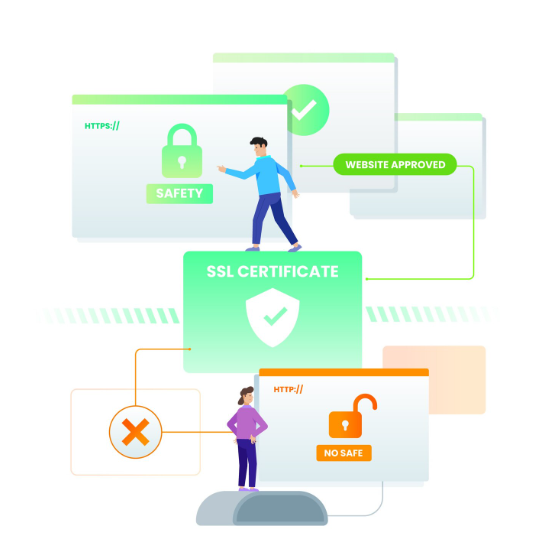 HTTPS://
WEBSITE APPROVED
SAFETY
SSL CERTIFICATE
HTTP://
NO SAFE